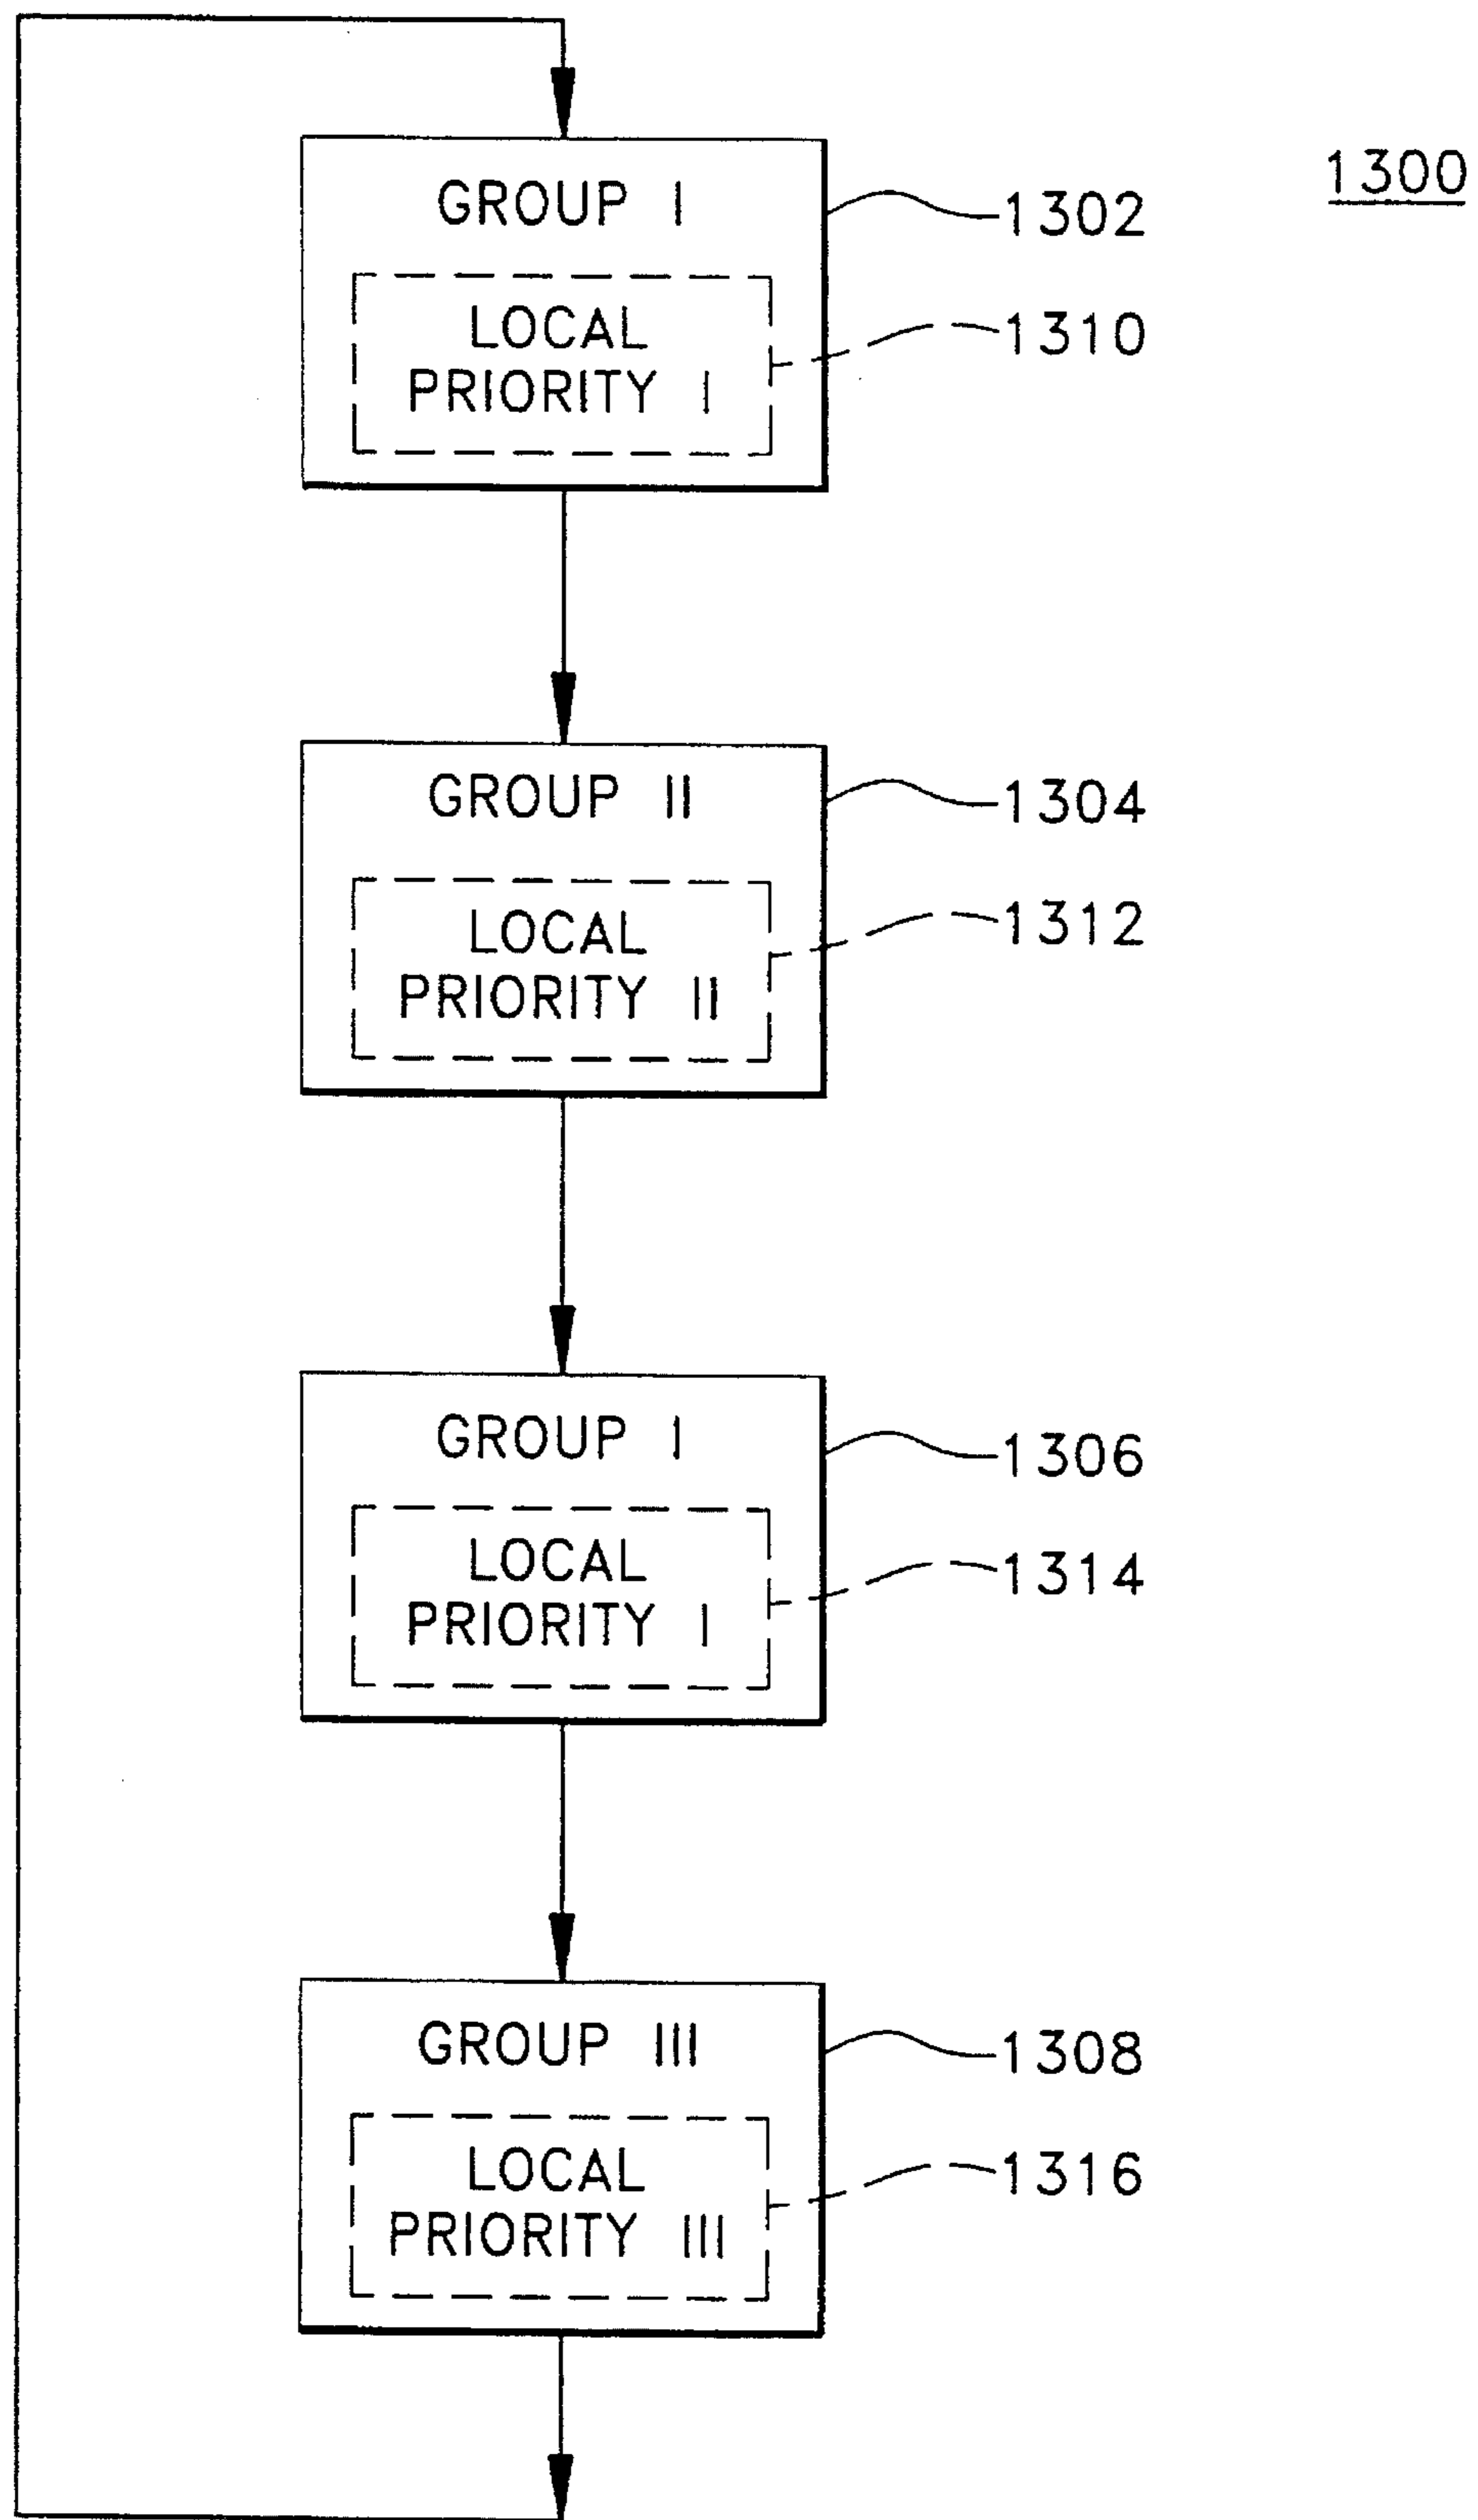 1300
GROUP I
1302
LOCAL
PRIORITY I
1310
GROUP II
1304
LOCAL
PRIORITY II
1312
GROUP I
1306
LOCAL
PRIORITY I
1314
GROUP III
1308
LOCAL
PRIORITY III
1316